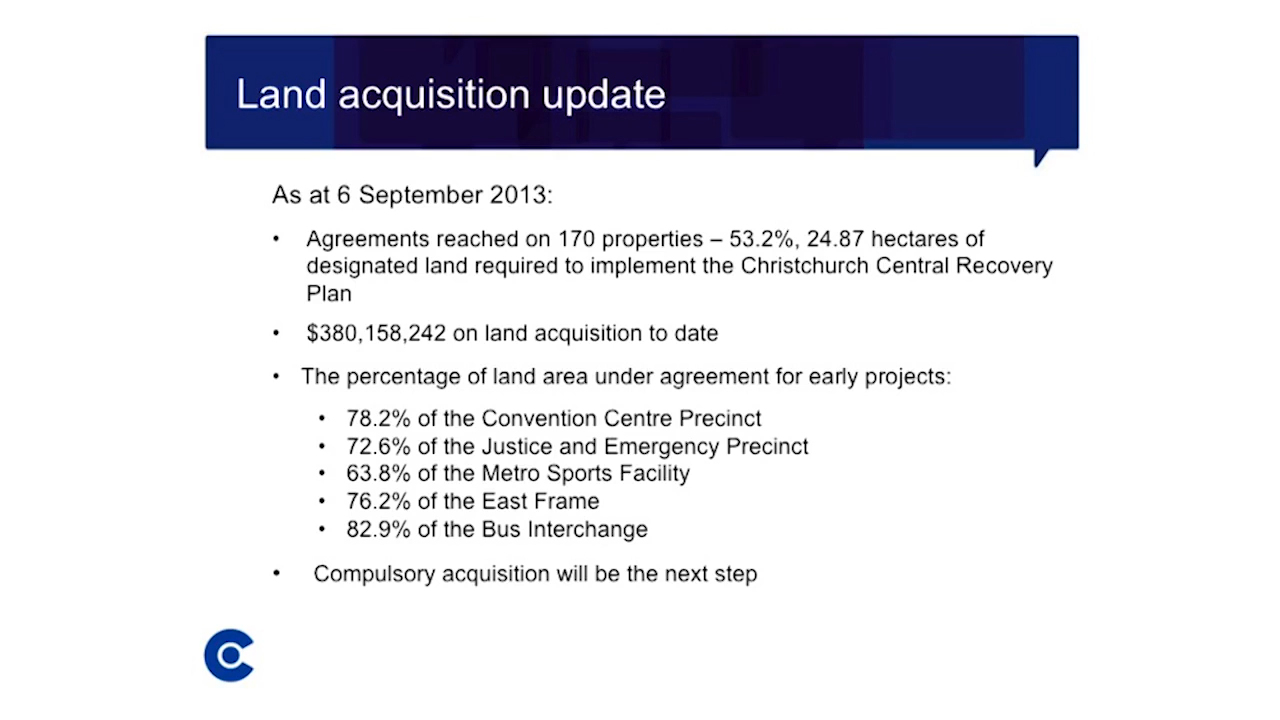 Land acquisition update
As at 6 September 2013:
• Agreements reached on 170 properties – 53.2%, 24.87 hectares of
designated land required to implement the Christchurch Central Recovery
Plan
• $380,158,242 on land acquisition to date
• The percentage of land area under agreement for early projects:
• 78.2% of the Convention Centre Precinct
• 72.6% of the Justice and Emergency Precinct
• 63.8% of the Metro Sports Facility
• 76.2% of the East Frame
• 82.9% of the Bus Interchange
• Compulsory acquisition will be the next step